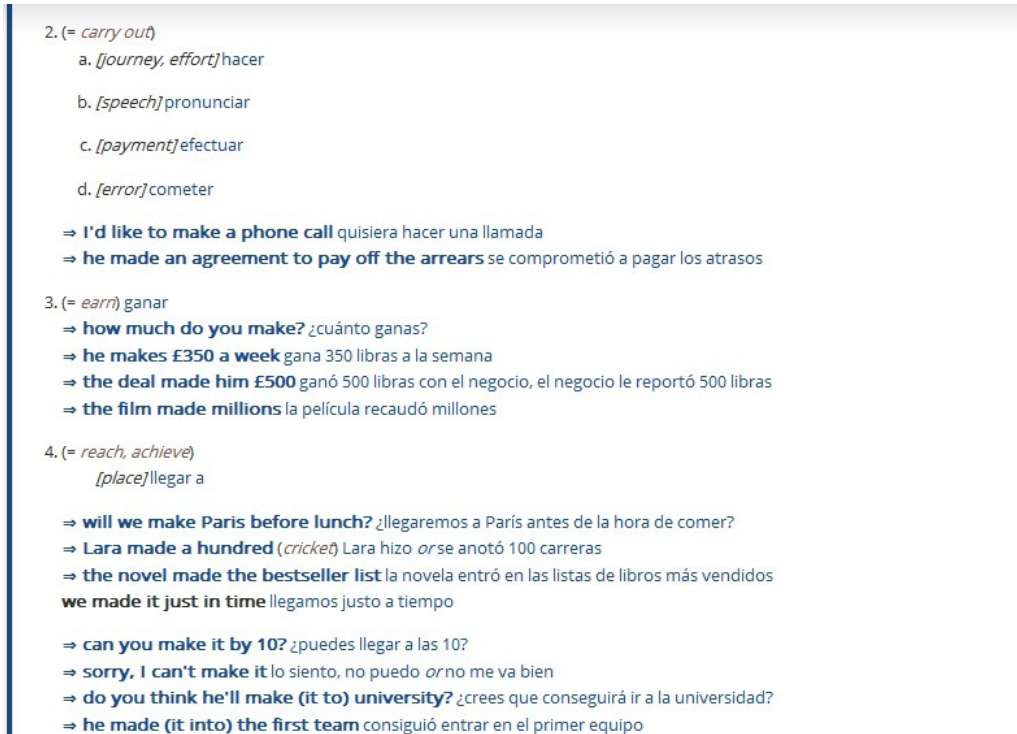 2. (= carry out)
a. [journey, effort] hacer
b. [speech] pronunciar
c. [payment] efectuar
d. [error] cometer
⇒ I'd like to make a phone call quisiera hacer una llamada
⇒ he made an agreement to pay off the arrears se comprometió a pagar los atrasos
3. (= earn) ganar
⇒ how much do you make? ¿cuánto ganas?
⇒ he makes £350 a week gana 350 libras a la semana
⇒ the deal made him £500 ganó 500 libras con el negocio, el negocio le reportó 500 libras
⇒ the film made millions la película recaudó millones
4. (= reach, achieve)
[place] llegar a
⇒ will we make Paris before lunch? ¿llegaremos a París antes de la hora de comer?
⇒ Lara made a hundred (cricket) Lara hizo or se anotó 100 carreras
⇒ the novel made the bestseller list la novela entró en las listas de libros más vendidos
we made it just in time llegamos justo a tiempo
⇒ can you make it by 10? ¿puedes llegar a las 10?
⇒ sorry, I can't make it lo siento, no puedo or no me va bien
⇒ do you think he'll make (it to) university? ¿crees que conseguirá ir a la universidad?
⇒ he made (it into) the first team consiguió entrar en el primer equipo